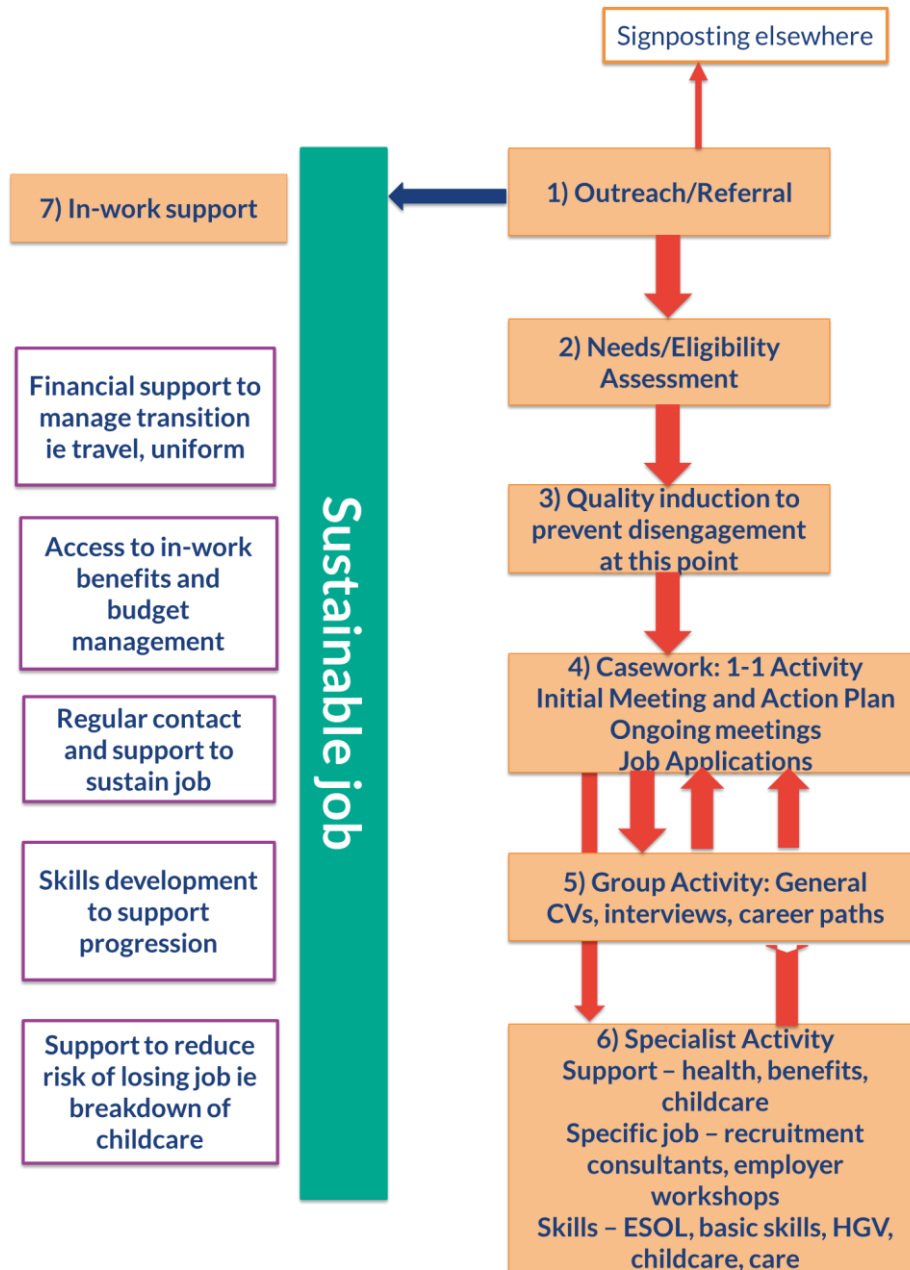 Signposting elsewhere
1) Outreach/Referral
2) Needs/Eligibility
Assessment
3) Quality induction to
prevent disengagement
at this point
4) Casework: 1-1 Activity
Initial Meeting and Action Plan
Ongoing meetings
Job Applications
5) Group Activity: General
CVs, interviews, career paths
6) Specialist Activity
Support – health, benefits,
childcare
Specific job – recruitment
consultants, employer
workshops
Skills – ESOL, basic skills, HGV,
childcare, care
Sustainable job
7) In-work support
Financial support to
manage transition
ie travel, uniform
Access to in-work
benefits and
budget
management
Regular contact
and support to
sustain job
Skills development
to support
progression
Support to reduce
risk of losing job ie
breakdown of
childcare